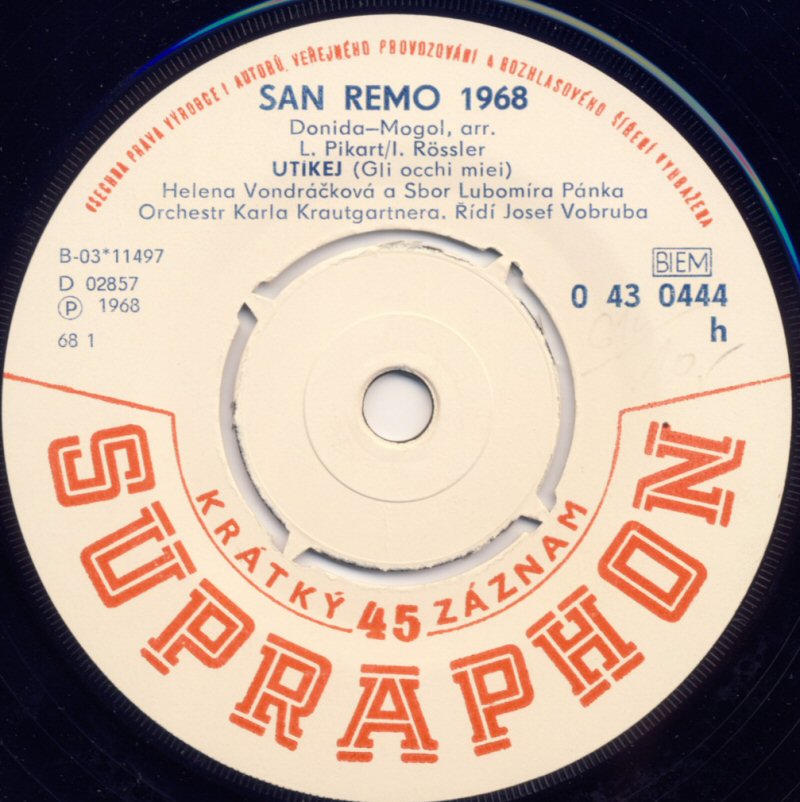 VŠECHNA PRÁVA VÝROBCE I AUTORŮ, VEŘEJNÉHO PROVOZOVÁNÍ A ROZHLASOVÉHO ŠÍŘENÍ VYHRAŽENA
SAN REMO 1968
Donida–Mogol, arr.
L. Pikart/I. Rössler
UTÍKEJ (Gli occhi miei)
Helena Vondráčková a Sbor Lubomíra Pánka
Orchestr Karla Krautgartnera. Řídí Josef Vobruba
B-03*11497
D 02857
Ⓟ 1968
68 1
BIEM
0 43 0444
h
KRÁTKÝ 45 ZÁZNAM
SUPRAPHON